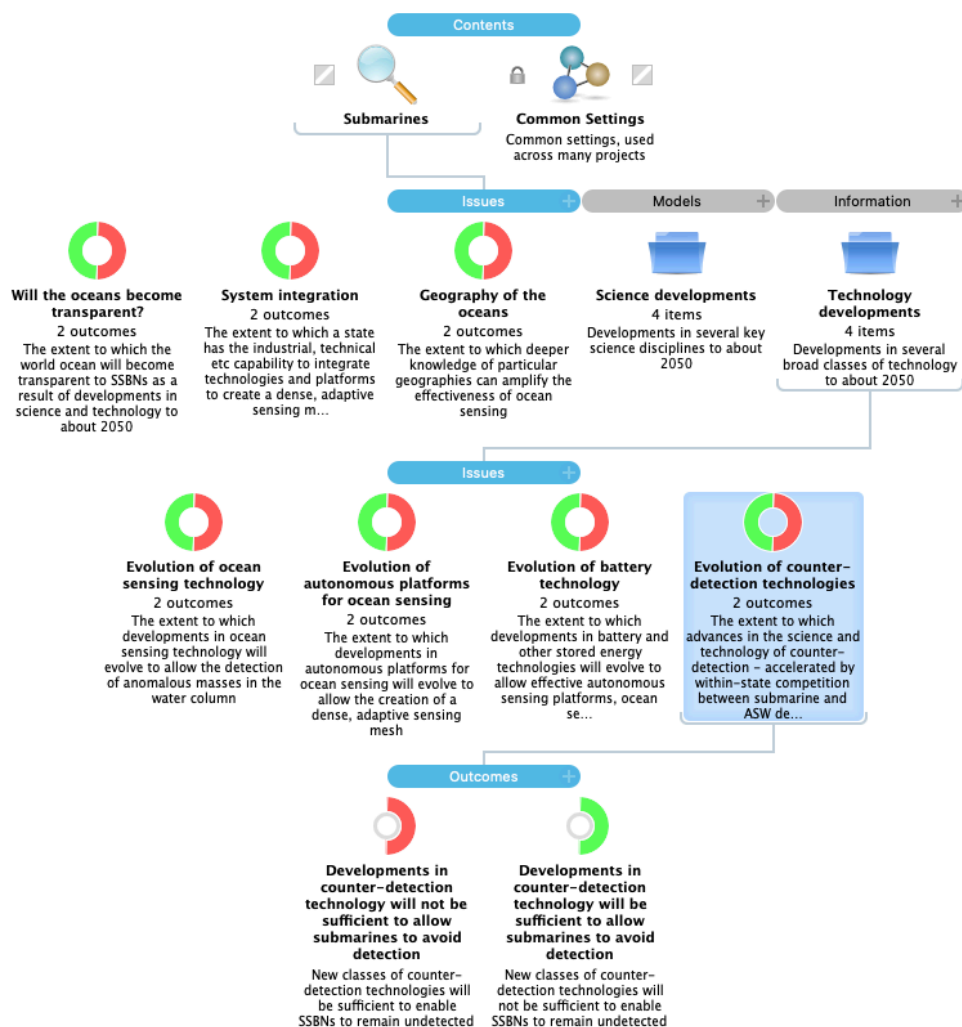 Contents
Submarines
Common Settings
Common settings, used
across many projects
Issues
Models
Information
Will the oceans become
transparent?
2 outcomes
The extent to which the
world ocean will become
transparent to SSBNs as a
result of developments in
science and technology to
about 2050
System integration
2 outcomes
The extent to which a state
has the industrial, technical
etc capability to integrate
technologies and platforms
to create a dense, adaptive
sensing m...
Geography of the
oceans
2 outcomes
The extent to which deeper
knowledge of particular
geographies can amplify the
effectiveness of ocean
sensing
Science developments
4 items
Developments in several key
science disciplines to about
2050
Technology
developments
4 items
Developments in several
broad classes of technology
to about 2050
Issues
Evolution of ocean
sensing technology
2 outcomes
The extent to which
developments in ocean
sensing technology will
evolve to allow the detection
of anomalous masses in the
water column
Evolution of
autonomous platforms
for ocean sensing
2 outcomes
The extent to which
developments in
autonomous platforms for
ocean sensing will evolve to
allow the creation of a
dense, adaptive sensing
mesh
Evolution of battery
technology
2 outcomes
The extent to which
developments in battery and
other stored energy
technologies will evolve to
allow effective autonomous
sensing platforms, ocean
se...
Evolution of counter-
detection technologies
2 outcomes
The extent to which
advances in the science and
technology of counter-
detection – accelerated by
within-state competition
between submarine and
ASW de...
Outcomes
Developments in
counter-detection
technology will not be
sufficient to allow
submarines to avoid
detection
New classes of counter-
detection technologies will
be sufficient to enable
SSBNs to remain undetected
Developments in
counter-detection
technology will be
sufficient to allow
submarines to avoid
detection
New classes of counter-
detection technologies will
not be sufficient to enable
SSBNs to remain undetected